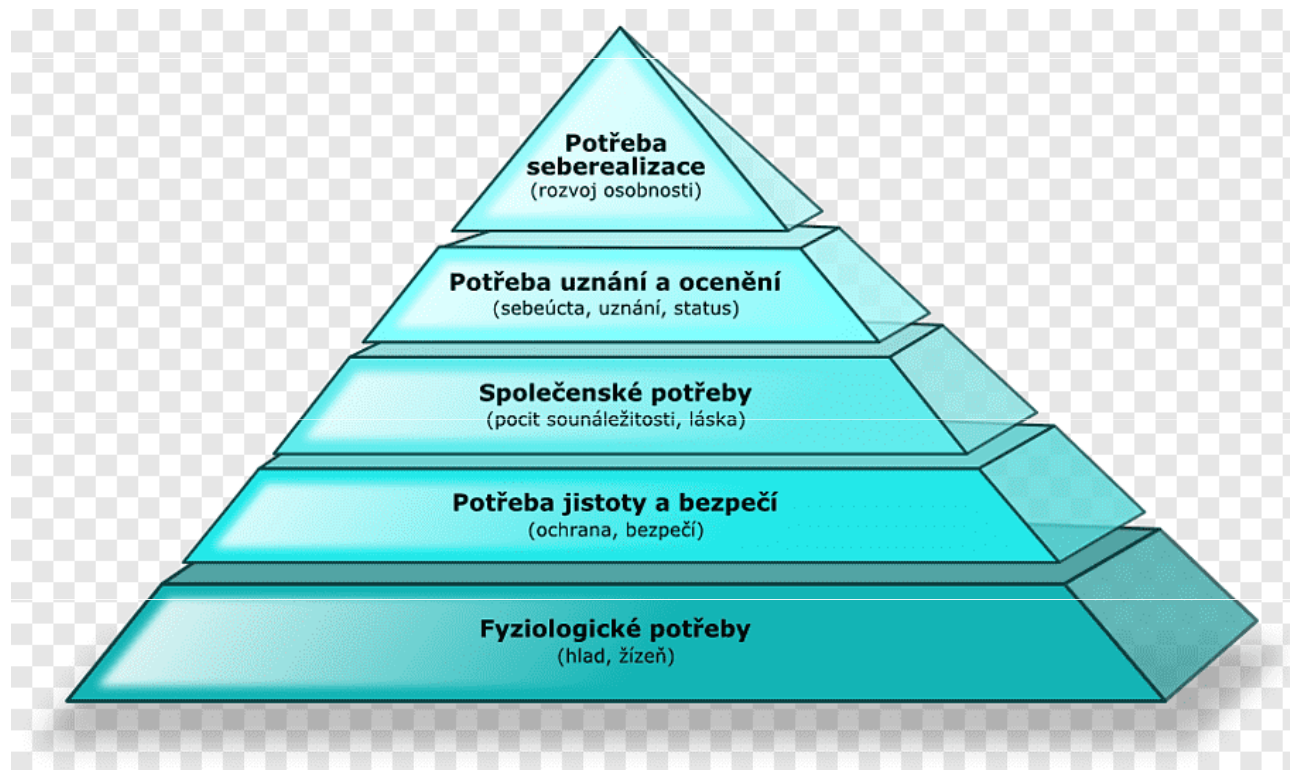 Potřeba
seberealizace
(rozvoj osobnosti)
Potřeba uznání a ocenění
(sebeúcta, uznání, status)
Společenské potřeby
(pocit sounáležitosti, láska)
Potřeba jistoty a bezpečí
(ochrana, bezpečí)
Fyziologické potřeby
(hlad, žízeň)